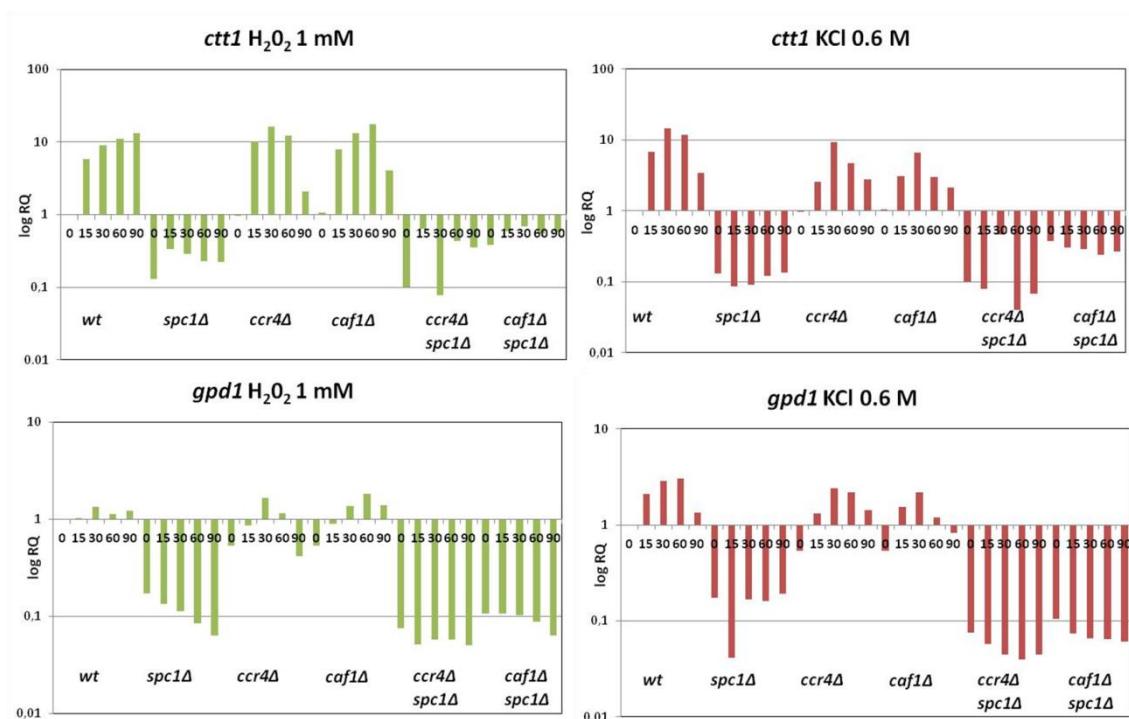 ctt1 H₂0₂ 1 mM
100
10
1
0,1
0,01
log RQ
0 15 30 60 90 0 15 30 60 90 0 15 30 60 90 0 15 30 60 90 0 15 30 60 90 0 15 30 60 90
wt spc1Δ ccr4Δ caf1Δ ccr4Δ caf1Δ
spc1Δ spc1Δ
ctt1 KCl 0.6 M
100
10
1
0,1
0,01
log RQ
0 15 30 60 90 0 15 30 60 90 0 15 30 60 90 0 15 30 60 90 0 15 30 60 90 0 15 30 60 90
wt spc1Δ ccr4Δ caf1Δ ccr4Δ caf1Δ
spc1Δ spc1Δ
gpd1 H₂0₂ 1 mM
10
1
0,1
0,01
log RQ
0 15 30 60 90 0 15 30 60 90 0 15 30 60 90 0 15 30 60 90 0 15 30 60 90 0 15 30 60 90
wt spc1Δ ccr4Δ caf1Δ ccr4Δ caf1Δ
spc1Δ spc1Δ
gpd1 KCl 0.6 M
10
1
0,1
0,01
log RQ
0 15 30 60 90 0 15 30 60 90 0 15 30 60 90 0 15 30 60 90 0 15 30 60 90 0 15 30 60 90
wt spc1Δ ccr4Δ caf1Δ ccr4Δ caf1Δ
spc1Δ spc1Δ